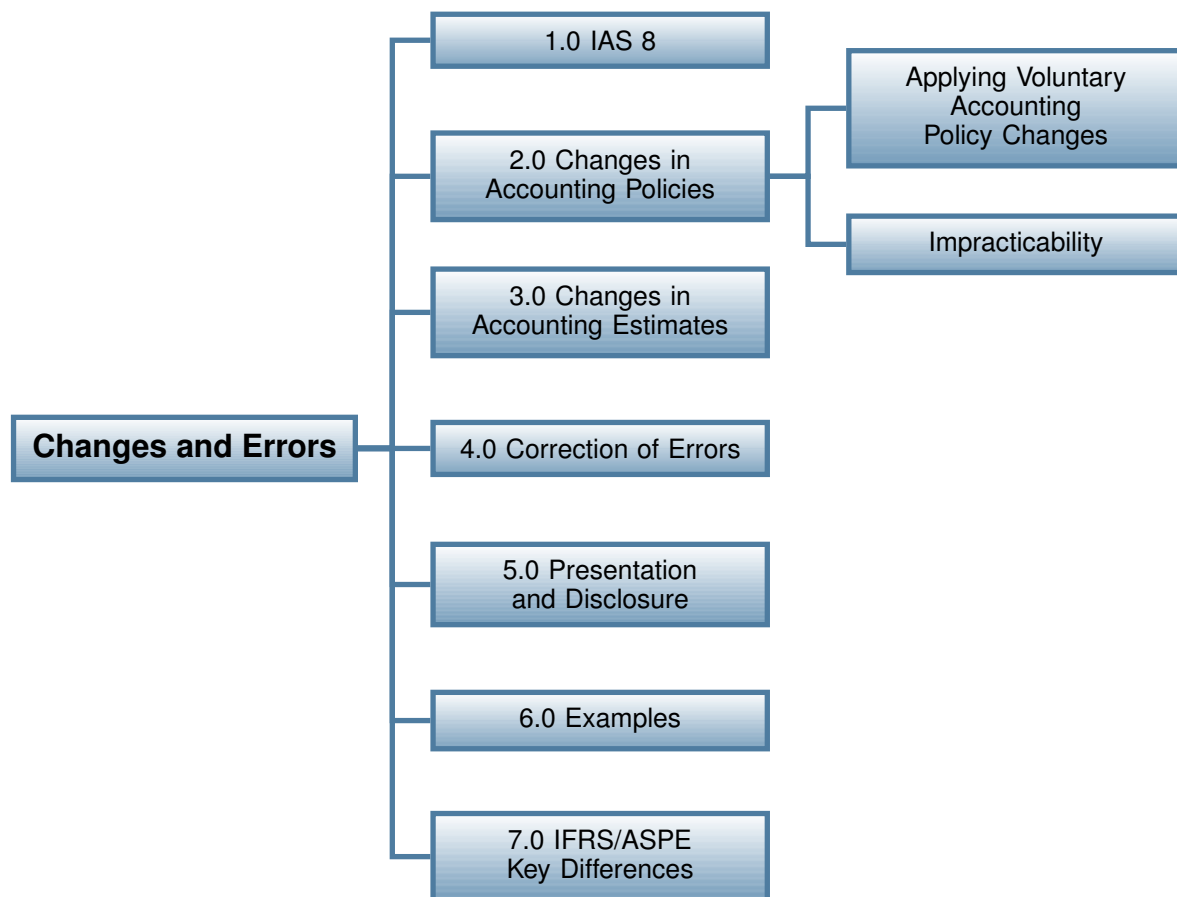 Changes and Errors
1.0 IAS 8
2.0 Changes in
Accounting Policies
Applying Voluntary
Accounting
Policy Changes
Impracticability
3.0 Changes in
Accounting Estimates
4.0 Correction of Errors
5.0 Presentation
and Disclosure
6.0 Examples
7.0 IFRS/ASPE
Key Differences